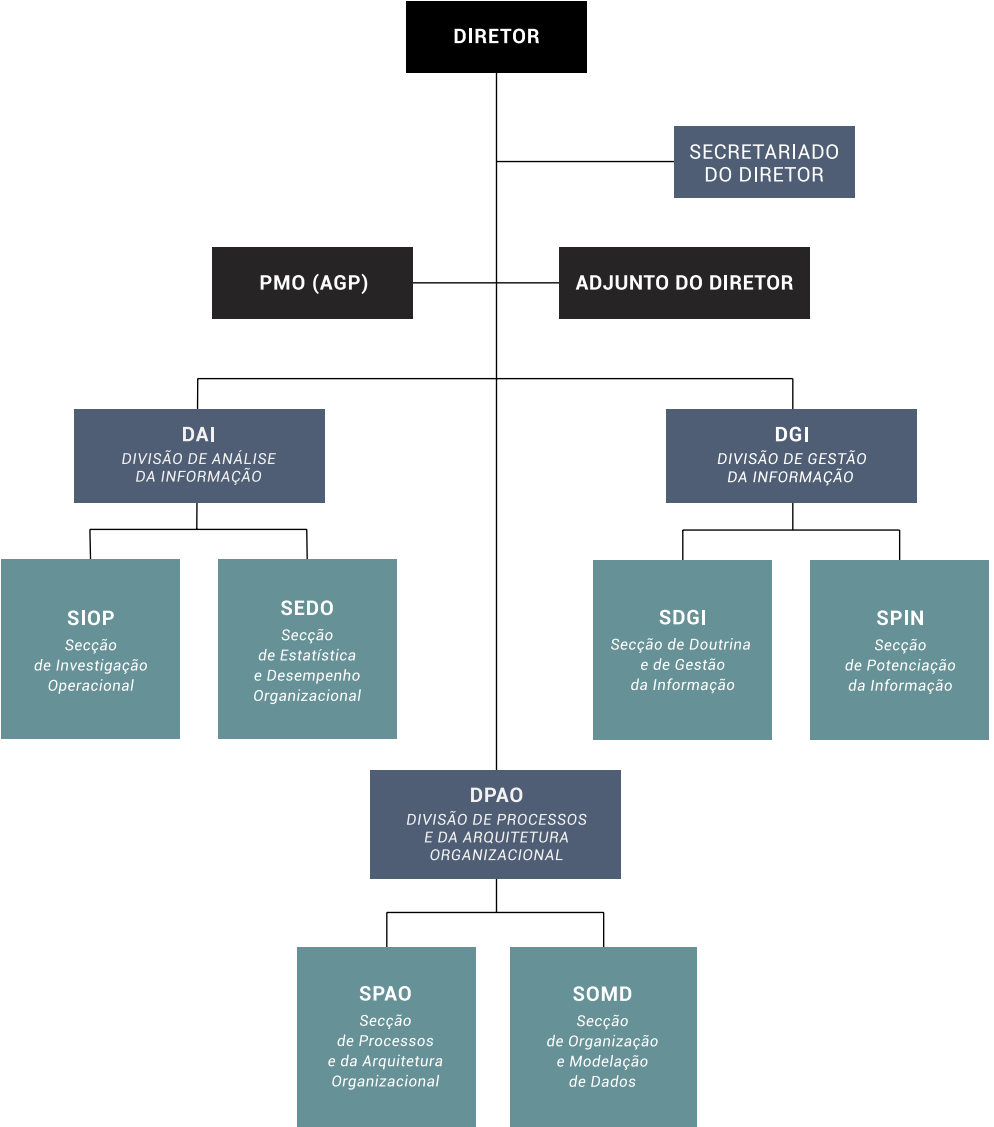 DIRETOR
SECRETARIADO
DO DIRETOR
PMO (AGP)
ADJUNTO DO DIRETOR
DAI
DIVISÃO DE ANÁLISE
DA INFORMAÇÃO
DGI
DIVISÃO DE GESTÃO
DA INFORMAÇÃO
SIOP
Secção
de Investigação
Operacional
SEDO
Secção
de Estatística
e Desempenho
Organizacional
SDGI
Secção de Doutrina
e de Gestão
da Informação
SPIN
Secção
de Potenciação
da Informação
DPAO
DIVISÃO DE PROCESSOS
E DA ARQUITETURA
ORGANIZACIONAL
SPAO
Secção
de Processos
e da Arquitetura
Organizacional
SOMD
Secção
de Organização
e Modelação
de Dados